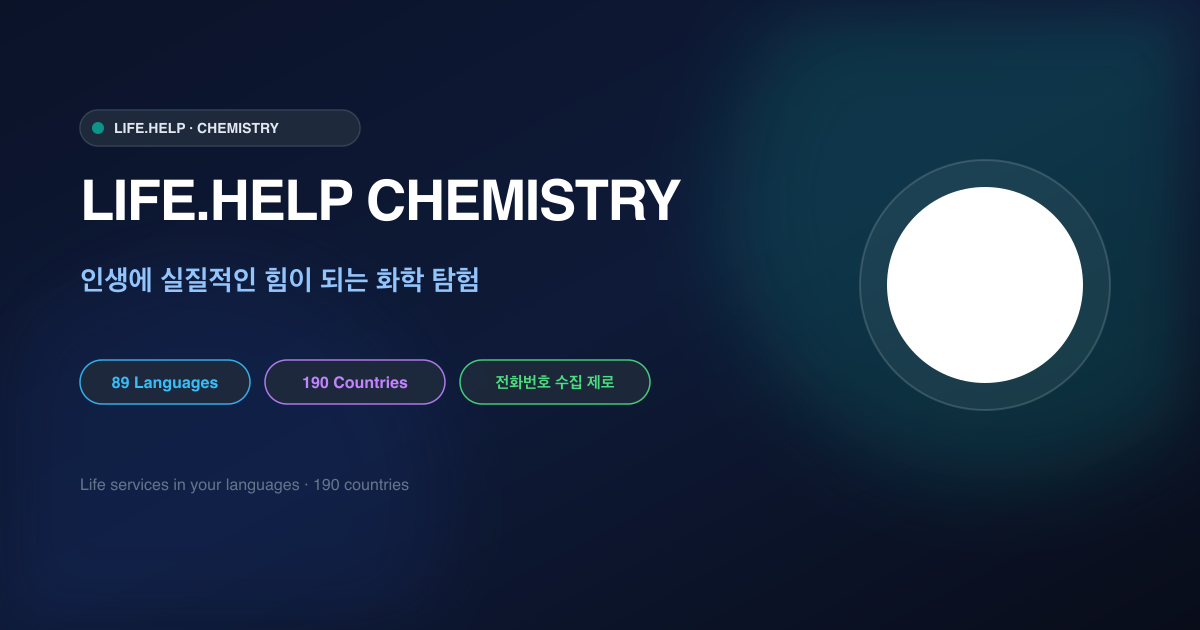 LIFE.HELP · CHEMISTRY
LIFE.HELP CHEMISTRY
인생에 실질적인 힘이 되는 화학 탐험
89 Languages
190 Countries
전화번호 수집 제로
Life services in your languages · 190 countries